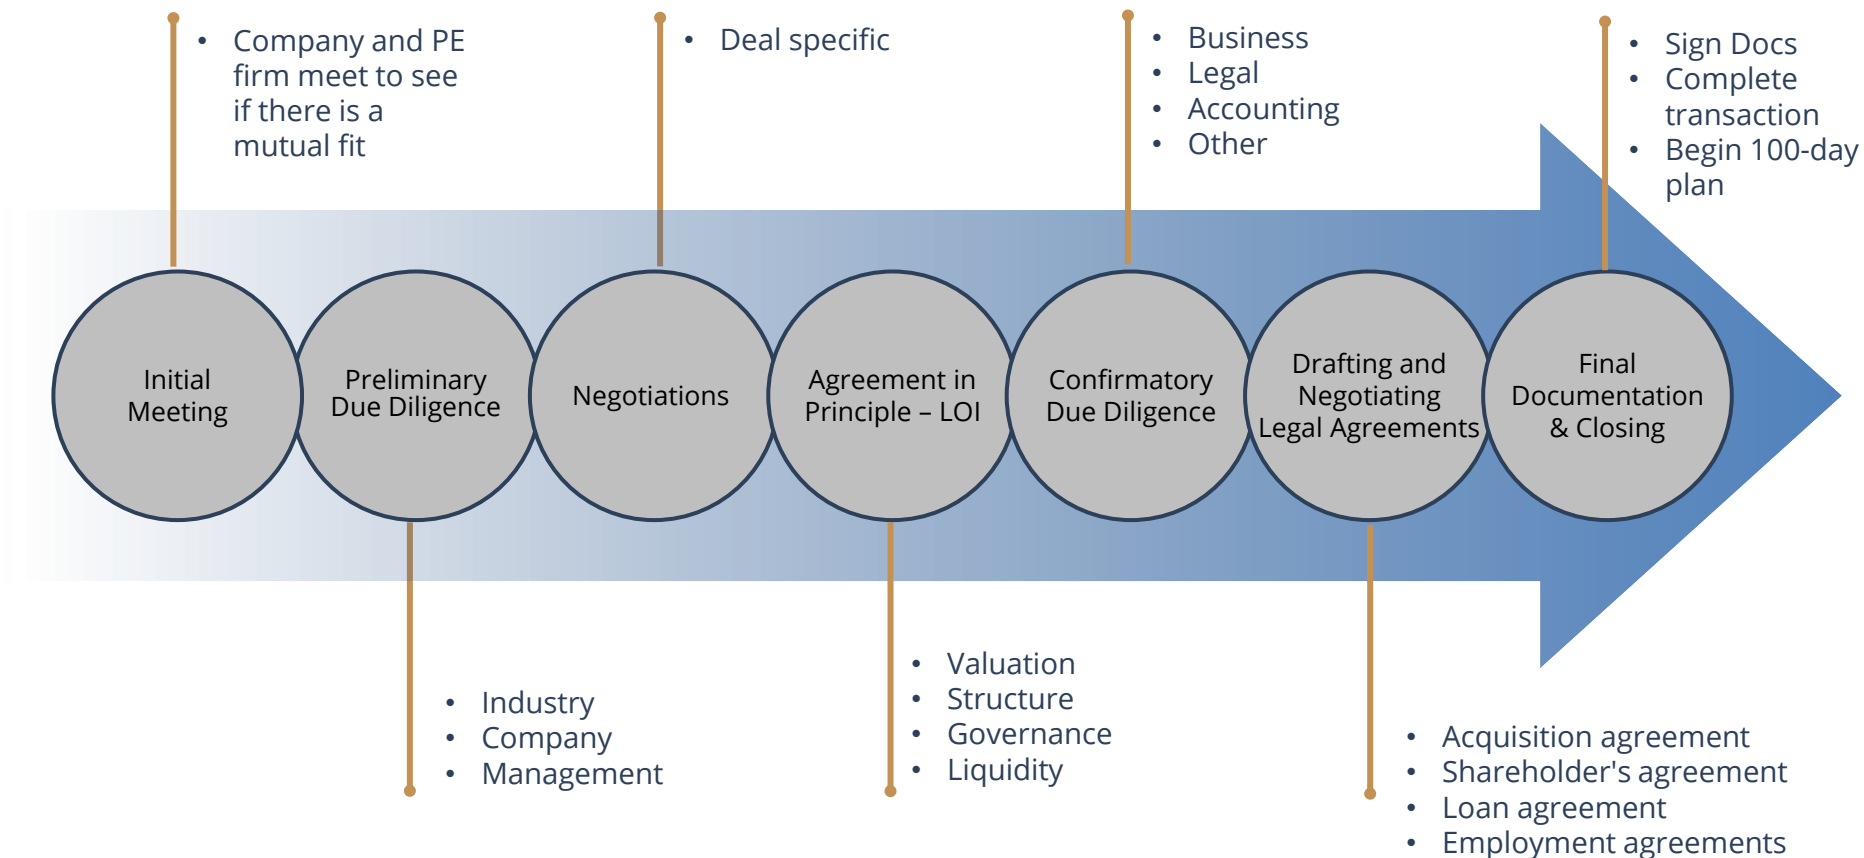 • Company and PE
firm meet to see
if there is a
mutual fit
• Deal specific
• Business
• Legal
• Accounting
• Other
• Sign Docs
• Complete
transaction
• Begin 100-day
plan
Initial
Meeting
Preliminary
Due Diligence
Negotiations
Agreement in
Principle – LOI
Confirmatory
Due Diligence
Drafting and
Negotiating
Legal Agreements
Final
Documentation
& Closing
• Industry
• Company
• Management
• Valuation
• Structure
• Governance
• Liquidity
• Acquisition agreement
• Shareholder's agreement
• Loan agreement
• Employment agreements